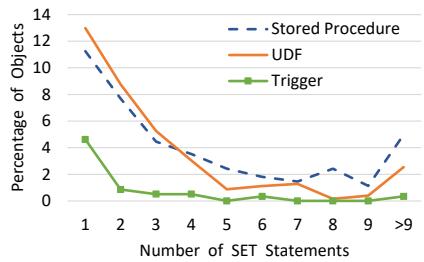 Percentage of Objects
14
12
10
8
6
4
2
0
Stored Procedure
UDF
Trigger
1 2 3 4 5 6 7 8 9 >9
Number of SET Statements